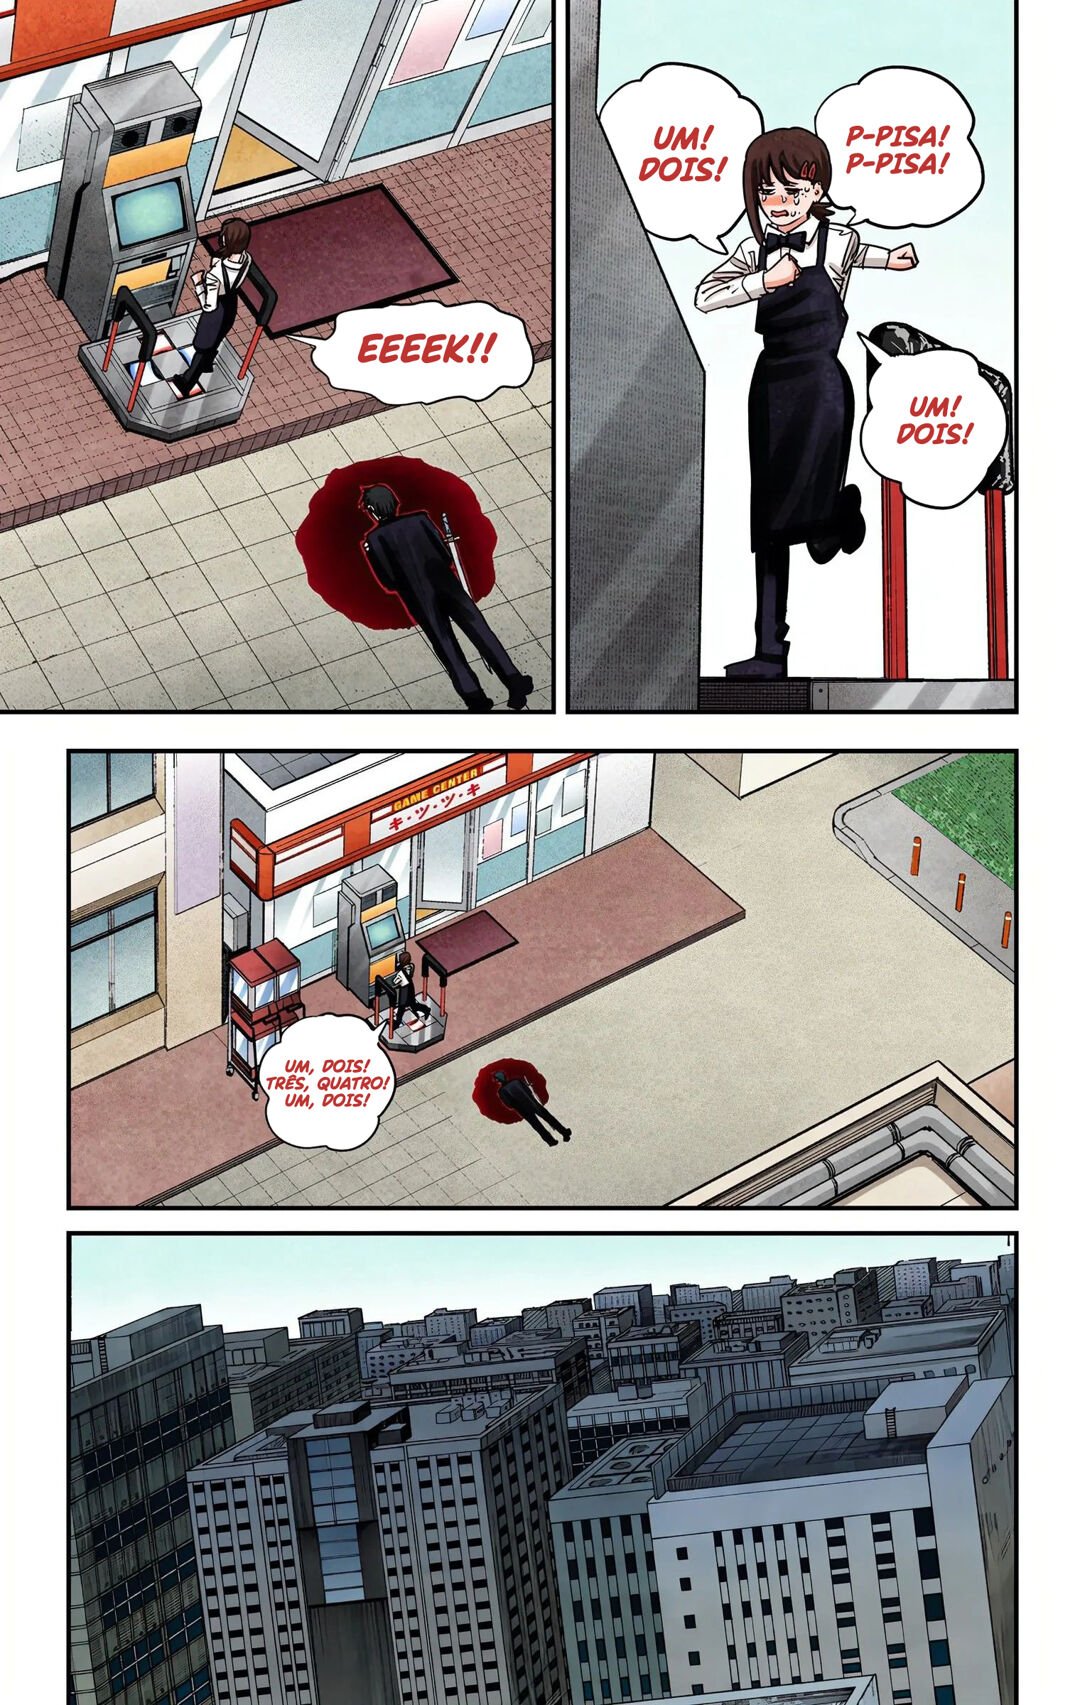 EEEEK!!
UM!
DOIS!
P-PISA!
P-PISA!
UM!
DOIS!
GAME CENTER
キ・ツ・ツ・キ
UM, DOIS!
TRÊS, QUATRO!
UM, DOIS!